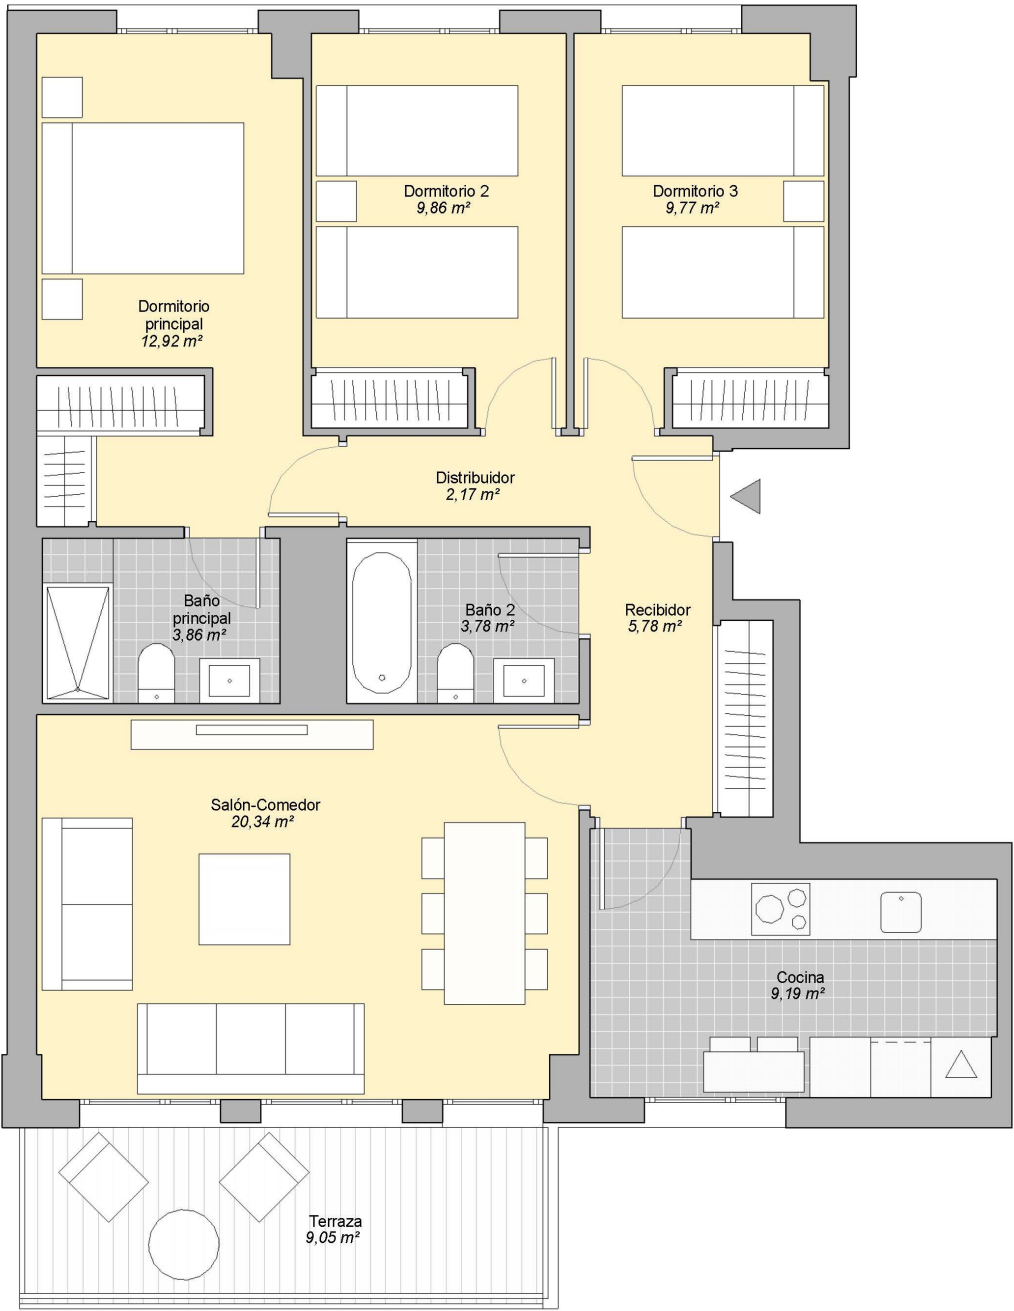 Dormitorio 2
9,86 m²
Dormitorio 3
9,77 m²
Dormitorio
principal
12,92 m²
Distribuidor
2,17 m²
Baño
principal
3,86 m²
Baño 2
3,78 m²
Recibidor
5,78 m²
Salón-Comedor
20,34 m²
Cocina
9,19 m²
Terraza
9,05 m²